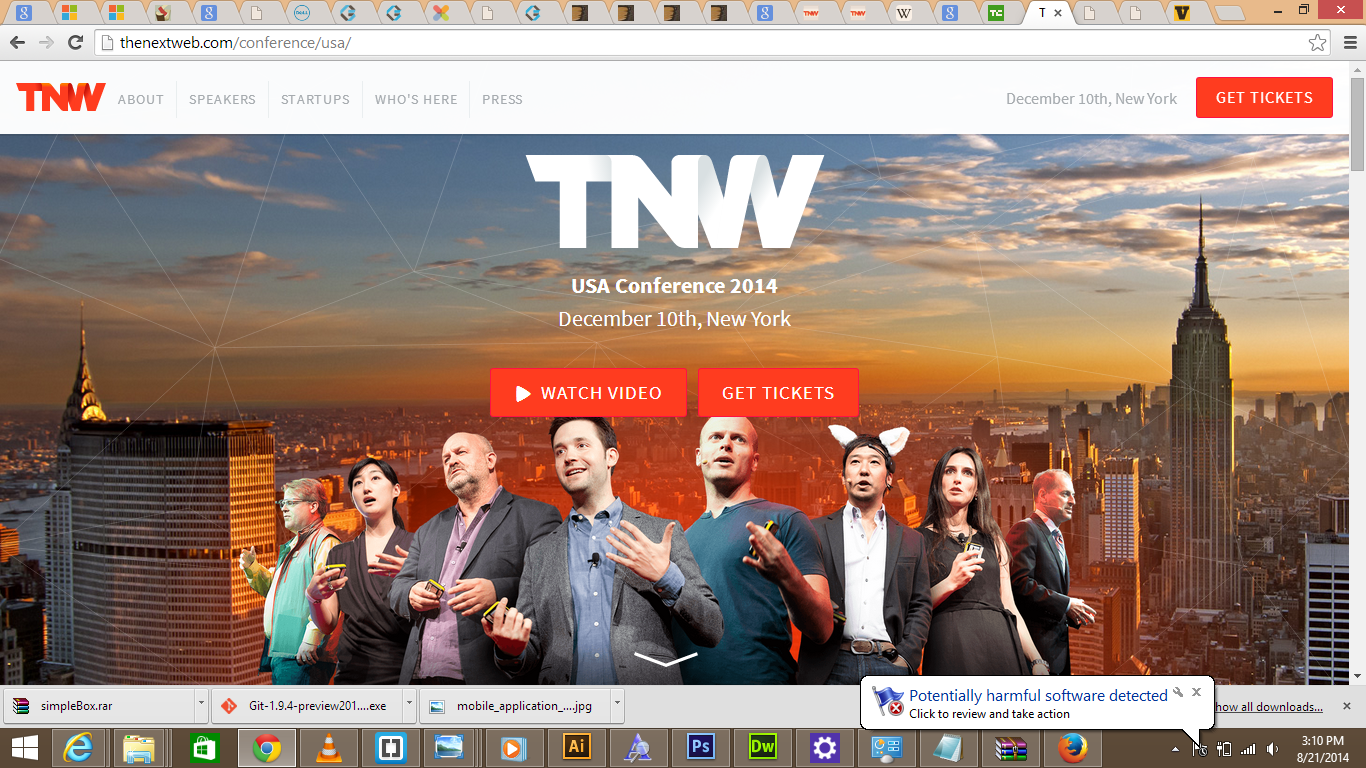 T
thenextweb.com/conference/usa/
TNW
ABOUT
SPEAKERS
STARTUPS
WHO'S HERE
PRESS
December 10th, New York
GET TICKETS
TNW
USA Conference 2014
December 10th, New York
WATCH VIDEO
GET TICKETS
Potentially harmful software detected
Click to review and take action
simpleBox.rar
Git-1.9.4-preview201....exe
mobile_application_....jpg
how all downloads...
Ai
Ps
Dw
3:10 PM
8/21/2014